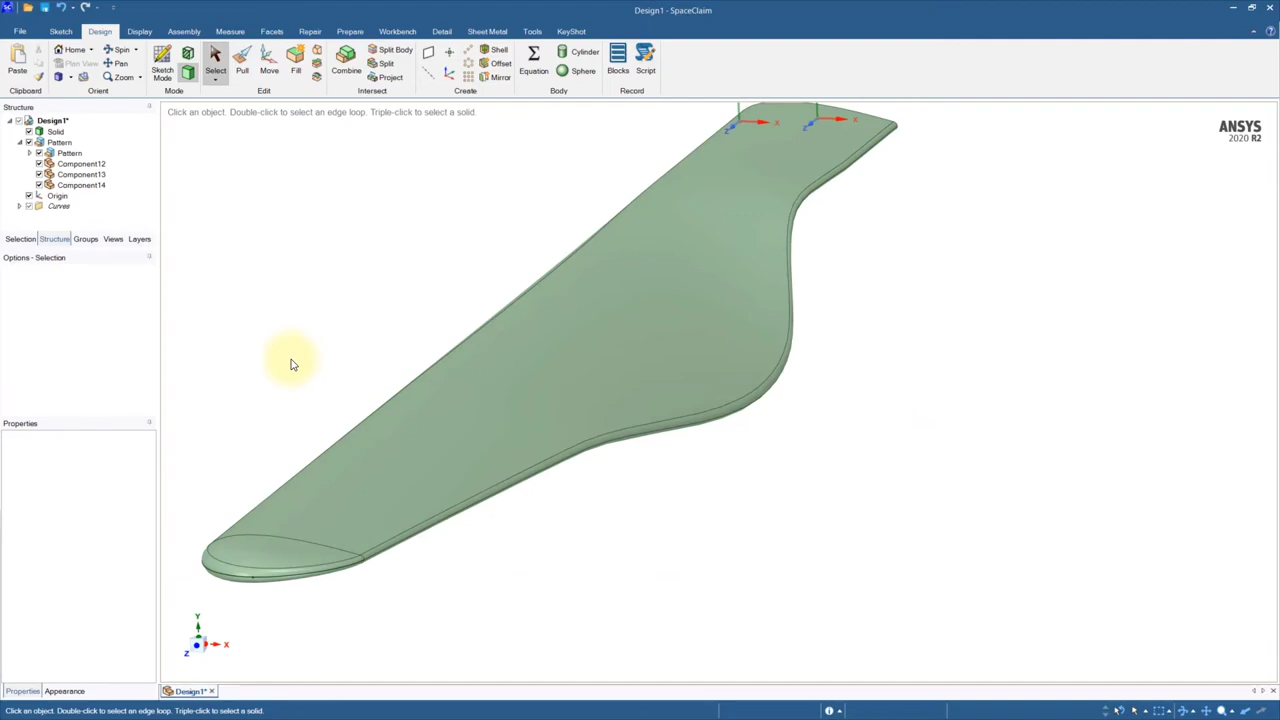 Design1 - SpaceClaim
File Sketch Design Display Assembly Measure Facets Repair Prepare Workbench Detail Sheet Metal Tools KeyShot
Home Spin Split Body Shell Cylinder
Plan View Pan Split Offset Sphere
Zoom Project Mirror
Paste Sketch Mode Select Pull Move Fill Combine Equation Blocks Script
Clipboard Orient Mode Edit Intersect Create Body Record
Structure
Click an object. Double-click to select an edge loop. Triple-click to select a solid.
Design1*
Solid
Pattern
Pattern
Component12
Component13
Component14
Origin
Curves
X
Z
X
Z
ANSYS
2020 R2
Selection Structure Groups Views Layers
Options - Selection
Properties
Y
X
Z
Properties Appearance
Design1*
Click an object. Double-click to select an edge loop. Triple-click to select a solid.